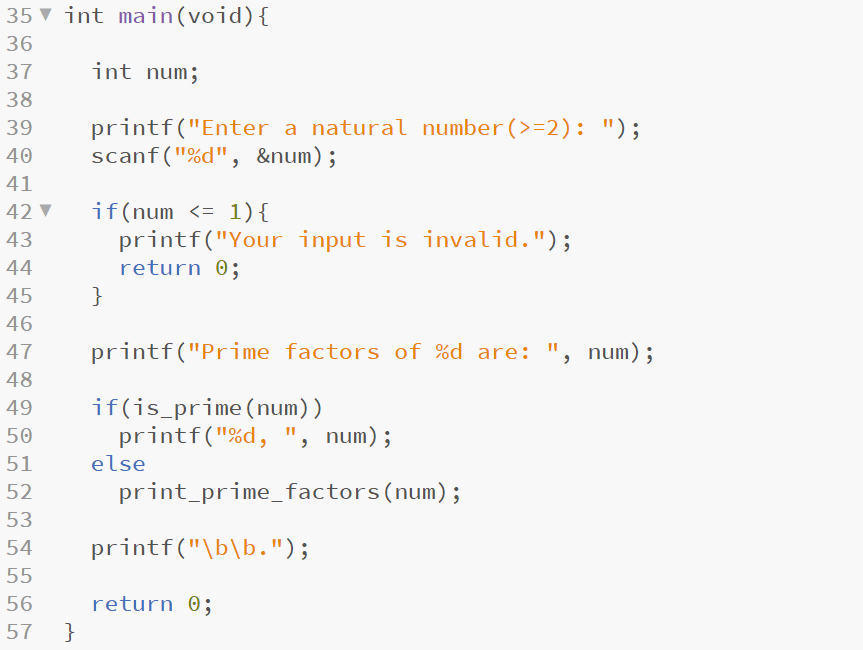 35 int main(void){
36
37   int num;
38
39   printf("Enter a natural number(>=2): ");
40   scanf("%d", &num);
41
42   if(num <= 1){
43     printf("Your input is invalid.");
44     return 0;
45   }
46
47   printf("Prime factors of %d are: ", num);
48
49   if(is_prime(num))
50     printf("%d, ", num);
51   else
52     print_prime_factors(num);
53
54   printf("\b\b.");
55
56   return 0;
57 }